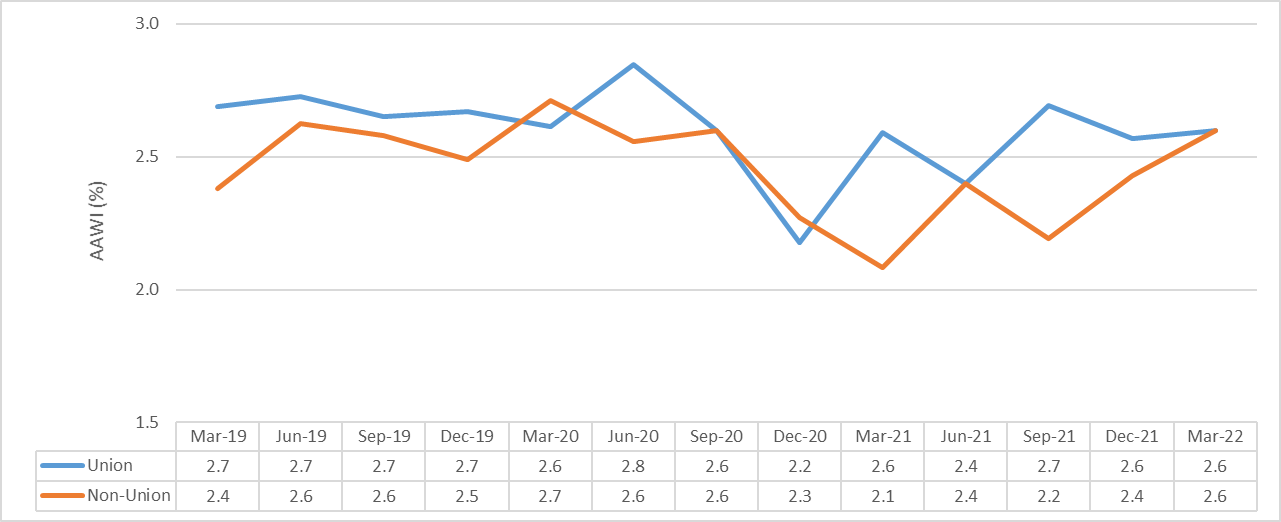 3.0
2.5
2.0
1.5
AAWI (%)
Mar-19 Jun-19 Sep-19 Dec-19 Mar-20 Jun-20 Sep-20 Dec-20 Mar-21 Jun-21 Sep-21 Dec-21 Mar-22
Union 2.7 2.7 2.7 2.7 2.6 2.8 2.6 2.2 2.6 2.4 2.7 2.6 2.6
Non-Union 2.4 2.6 2.6 2.5 2.7 2.6 2.6 2.3 2.1 2.4 2.2 2.4 2.6